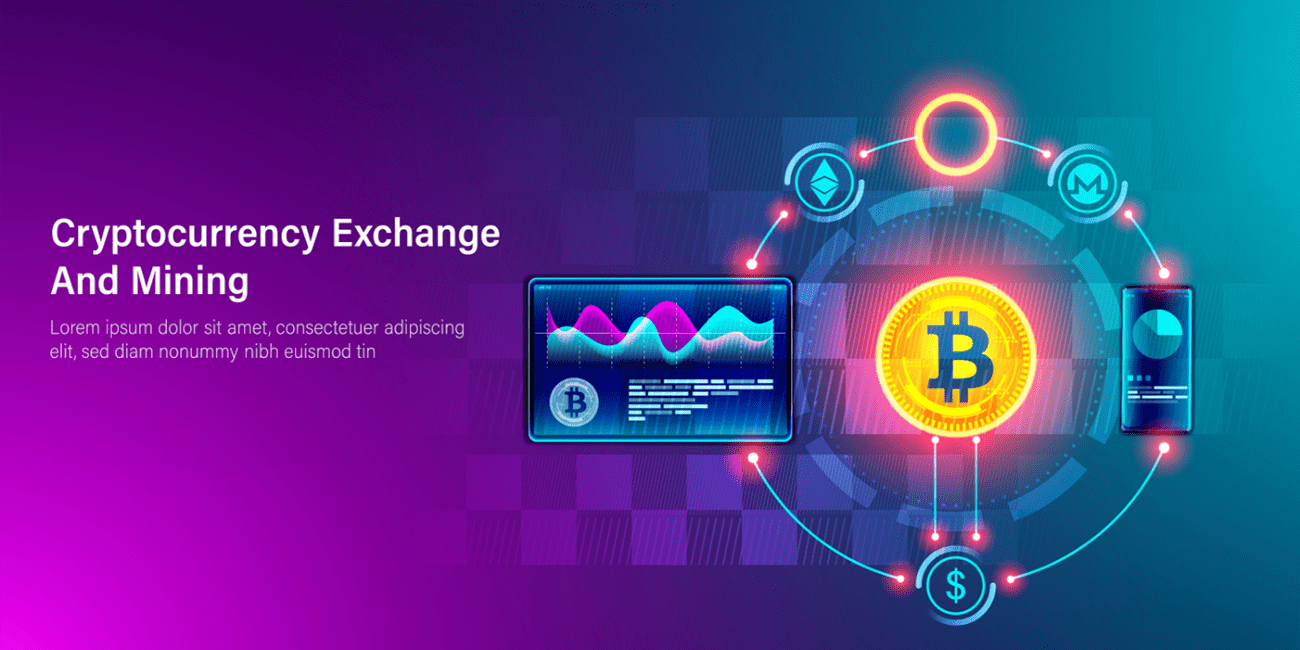 Cryptocurrency Exchange
And Mining
Lorem ipsum dolor sit amet, consectetuer adipiscing
elit, sed diam nonummy nibh euismod tin
$